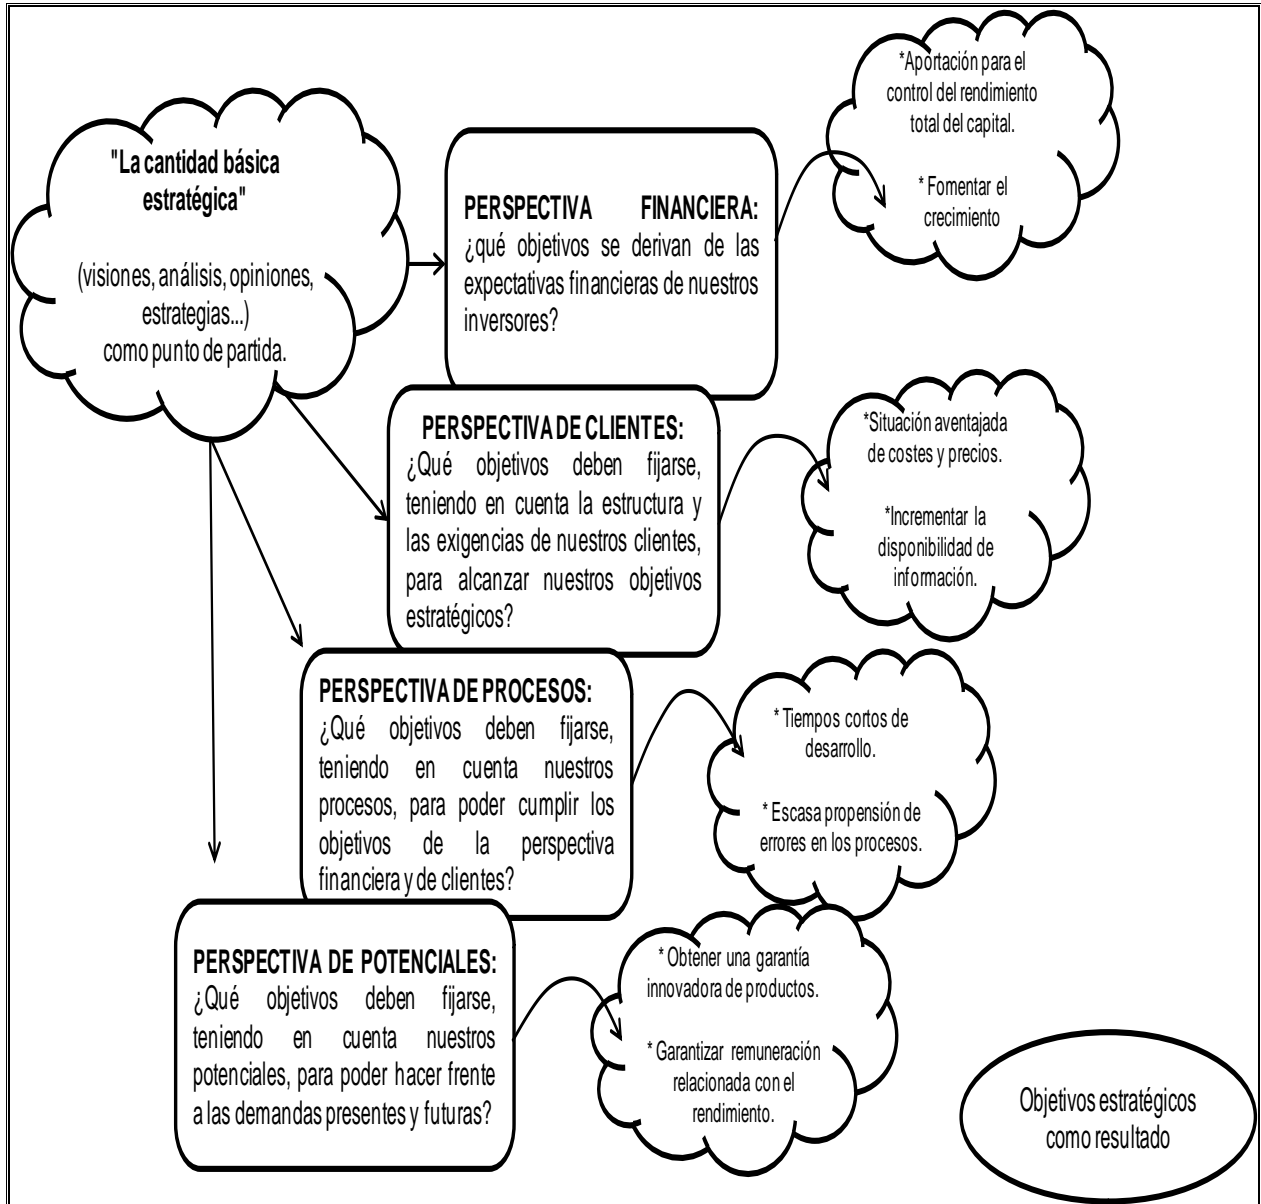 "La cantidad básica
estratégica"
(visiones, análisis, opiniones,
estrategias...)
como punto de partida.
PERSPECTIVA FINANCIERA:
¿qué objetivos se derivan de las
expectativas financieras de nuestros
inversores?
*Aportación para el
control del rendimiento
total del capital.
* Fomentar el
crecimiento
PERSPECTIVA DE CLIENTES:
¿Qué objetivos deben fijarse,
teniendo en cuenta la estructura y
las exigencias de nuestros clientes,
para alcanzar nuestros objetivos
estratégicos?
*Situación aventajada
de costes y precios.
*Incrementar la
disponibilidad de
información.
PERSPECTIVA DE PROCESOS:
¿Qué objetivos deben fijarse,
teniendo en cuenta nuestros
procesos, para poder cumplir los
objetivos de la perspectiva
financiera y de clientes?
* Tiempos cortos de
desarrollo.
* Escasa propensión de
errores en los procesos.
PERSPECTIVA DE POTENCIALES:
¿Qué objetivos deben fijarse,
teniendo en cuenta nuestros
potenciales, para poder hacer frente
a las demandas presentes y futuras?
* Obtener una garantía
innovadora de productos.
* Garantizar remuneración
relacionada con el
rendimiento.
Objetivos estratégicos
como resultado